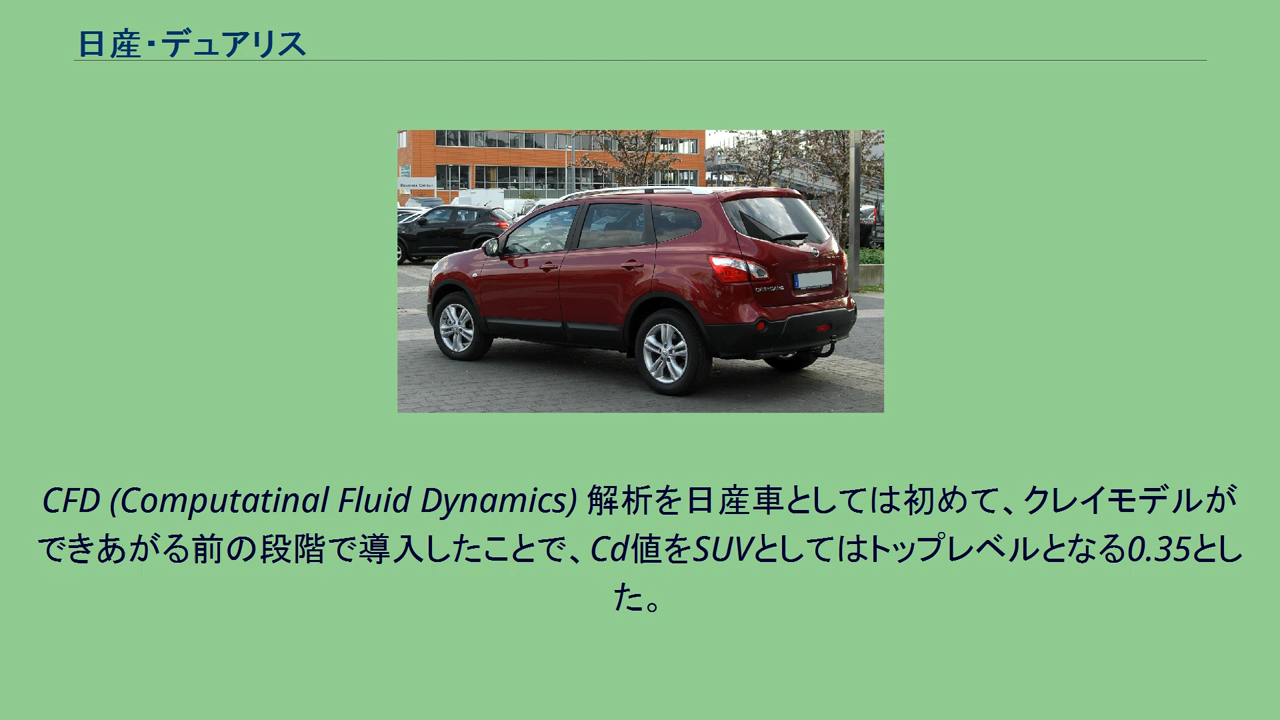 日産・デュアリス
Business Center
CFD (Computatinal Fluid Dynamics) 解析を日産車としては初めて、クレイモデルが
できあがる前の段階で導入したことで、Cd値をSUVとしてはトップレベルとなる0.35とし
た。